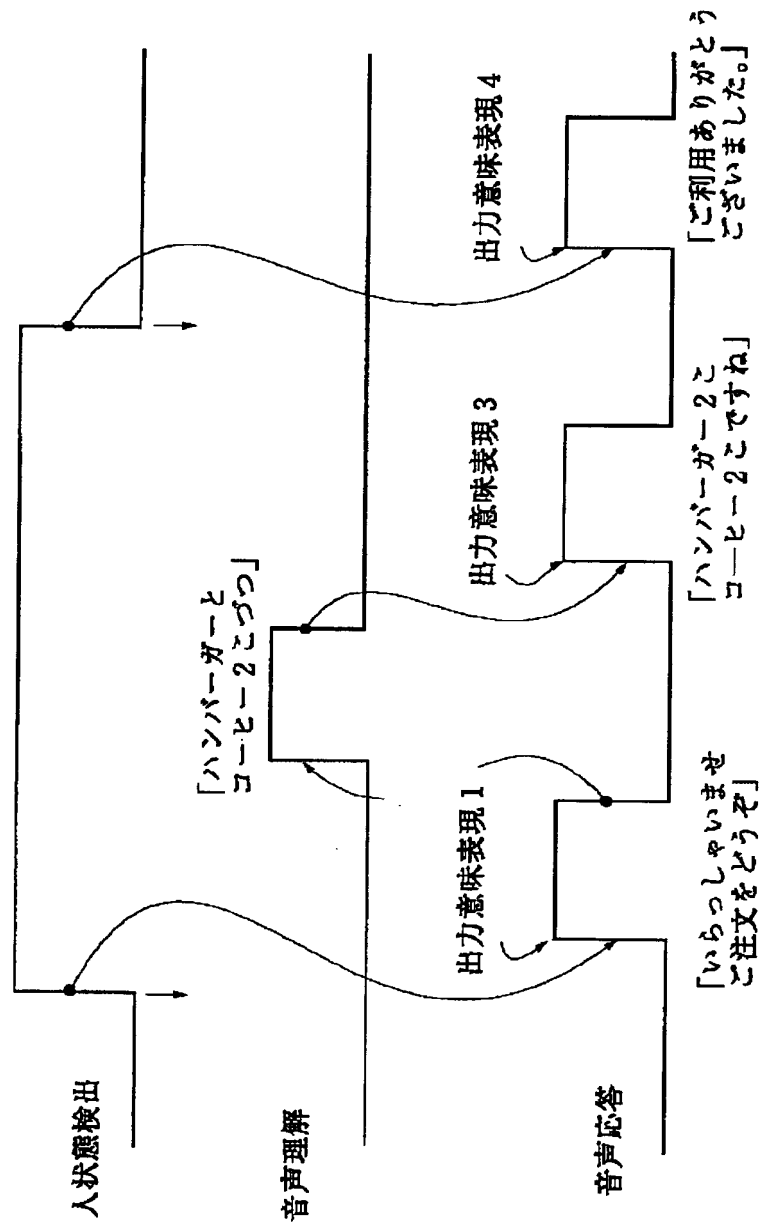 人状態検出
音声理解
「ハンバーガーと
コーヒー2こづつ」
音声応答
出力意味表現1
「いらっしゃいませ
ご注文をどうぞ」
出力意味表現3
「ハンバーガー2こ
コーヒー2こですね」
出力意味表現4
「ご利用ありがとう
ございました。」